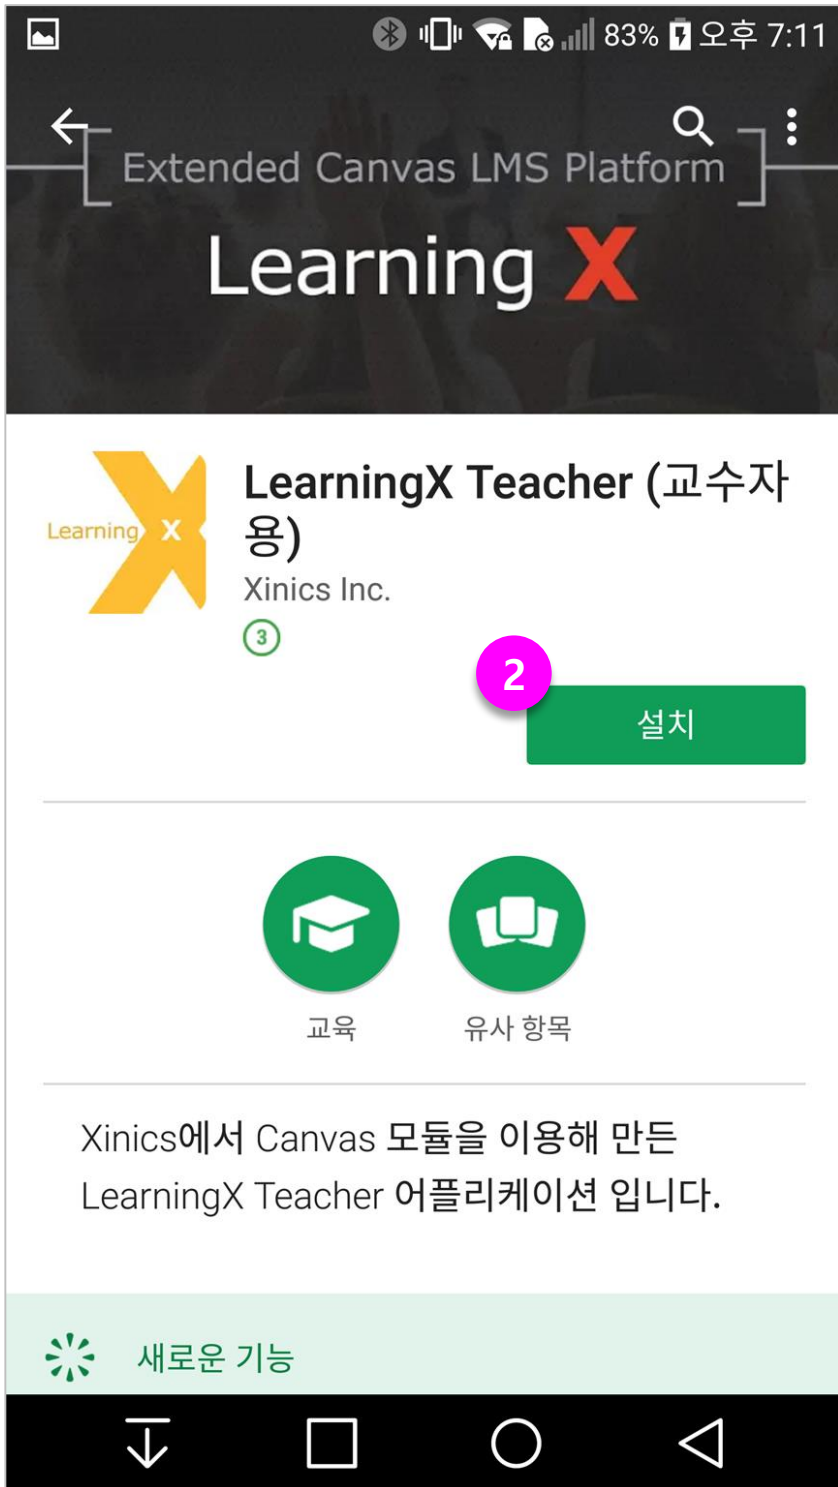 83% 오후 7:11
Extended Canvas LMS Platform
Learning X
LearningX Teacher (교수자
용)
Learning X
Xinics Inc.
3
2
설치
교육 유사 항목
Xinics에서 Canvas 모듈을 이용해 만든
LearningX Teacher 어플리케이션 입니다.
새로운 기능